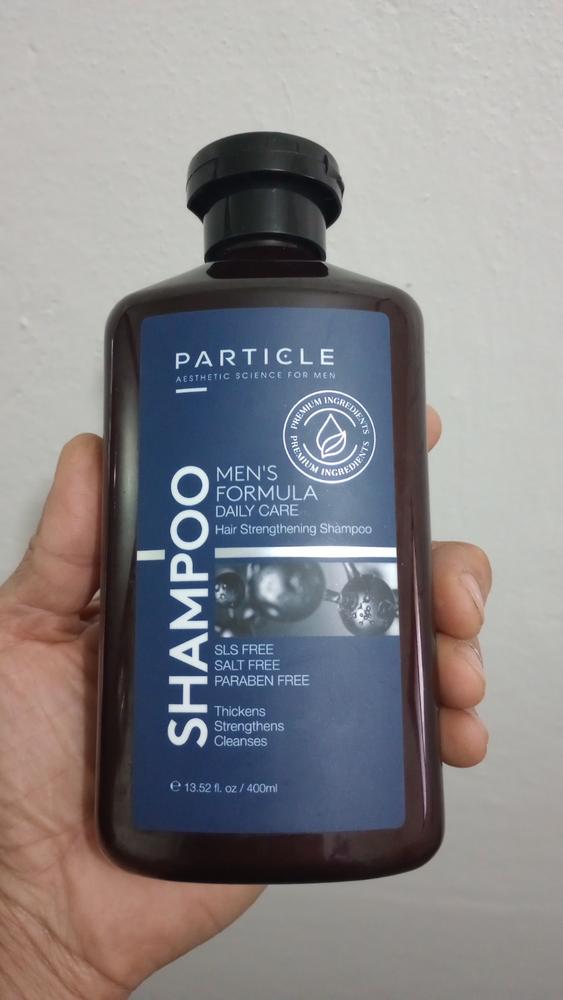 PARTICLE
AESTHETIC SCIENCE FOR MEN
PREMIUM INGREDIENTS
PREMIUM INGREDIENTS
SHAMPOO
MEN'S
FORMULA
DAILY CARE
Hair Strengthening Shampoo
SLS FREE
SALT FREE
PARABEN FREE
Thickens
Strengthens
Cleanses
℮ 13.52 fl. oz / 400ml